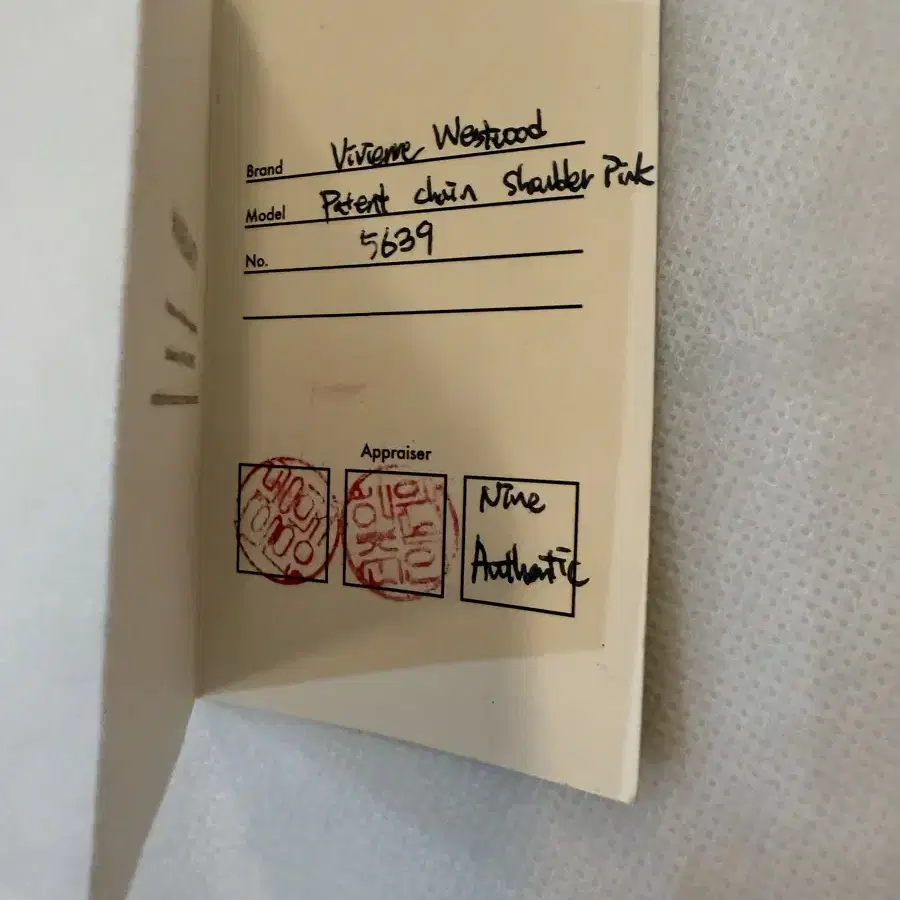 Brand Vivienne Westwood
Model Patent chain shoulder Pink
No. 5639
Appraiser
Nine
Authentic